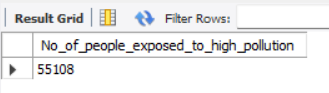 Result Grid Filter Rows:
No_of_people_exposed_to_high_pollution
55108